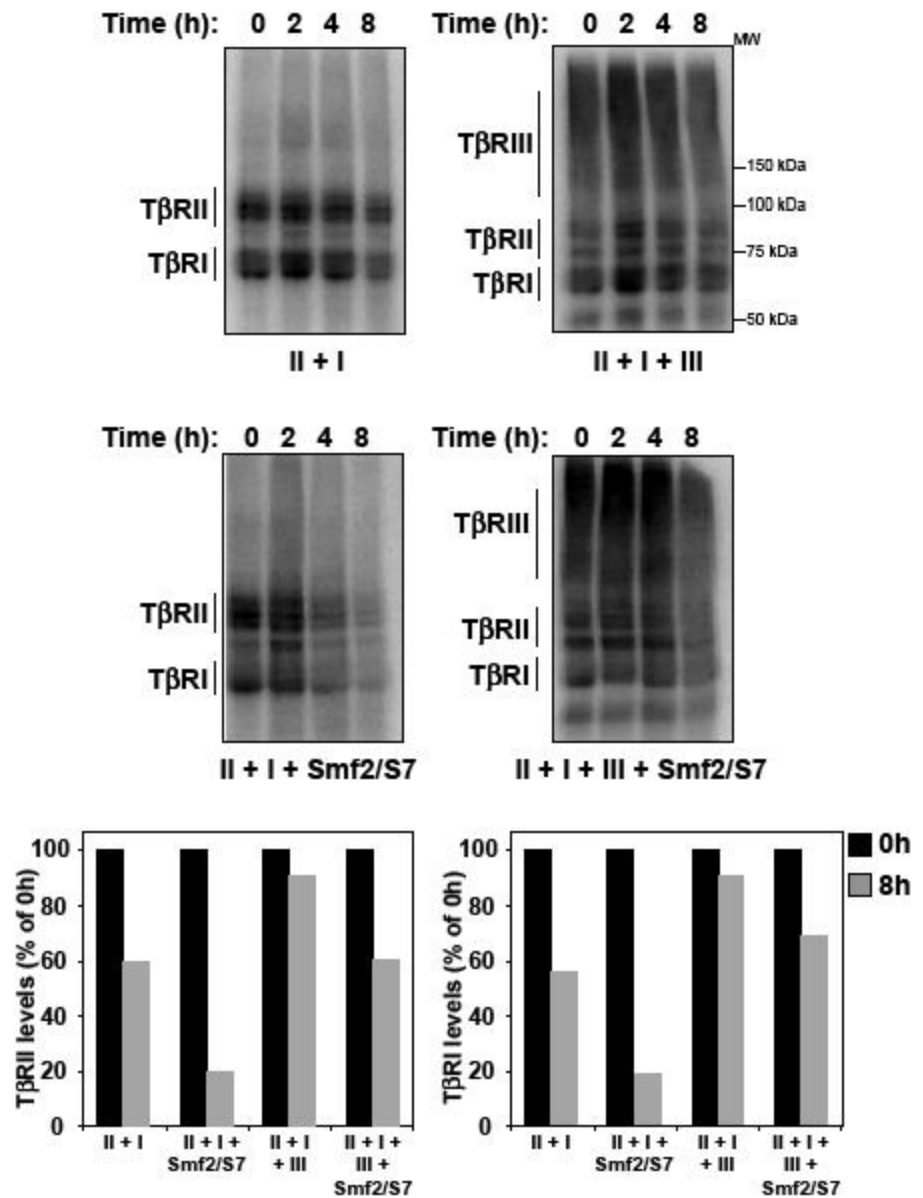 Time (h): 0 2 4 8
Time (h): 0 2 4 8
MW
TβRIII
150 kDa
100 kDa
TβRII
TβRII
75 kDa
TβRI
TβRI
50 kDa
II + I
II + I + III
Time (h): 0 2 4 8
Time (h): 0 2 4 8
TβRIII
TβRII
TβRII
TβRI
TβRI
II + I + Smf2/S7
II + I + III + Smf2/S7
TβRII levels (% of 0h)
100
80
60
40
20
0
II + I
II + I +
Smf2/S7
II + I
+ III
II + I +
III +
Smf2/S7
TβRI levels (% of 0h)
100
80
60
40
20
0
II + I
II + I +
Smf2/S7
II + I
+ III
II + I +
III +
Smf2/S7
0h
8h